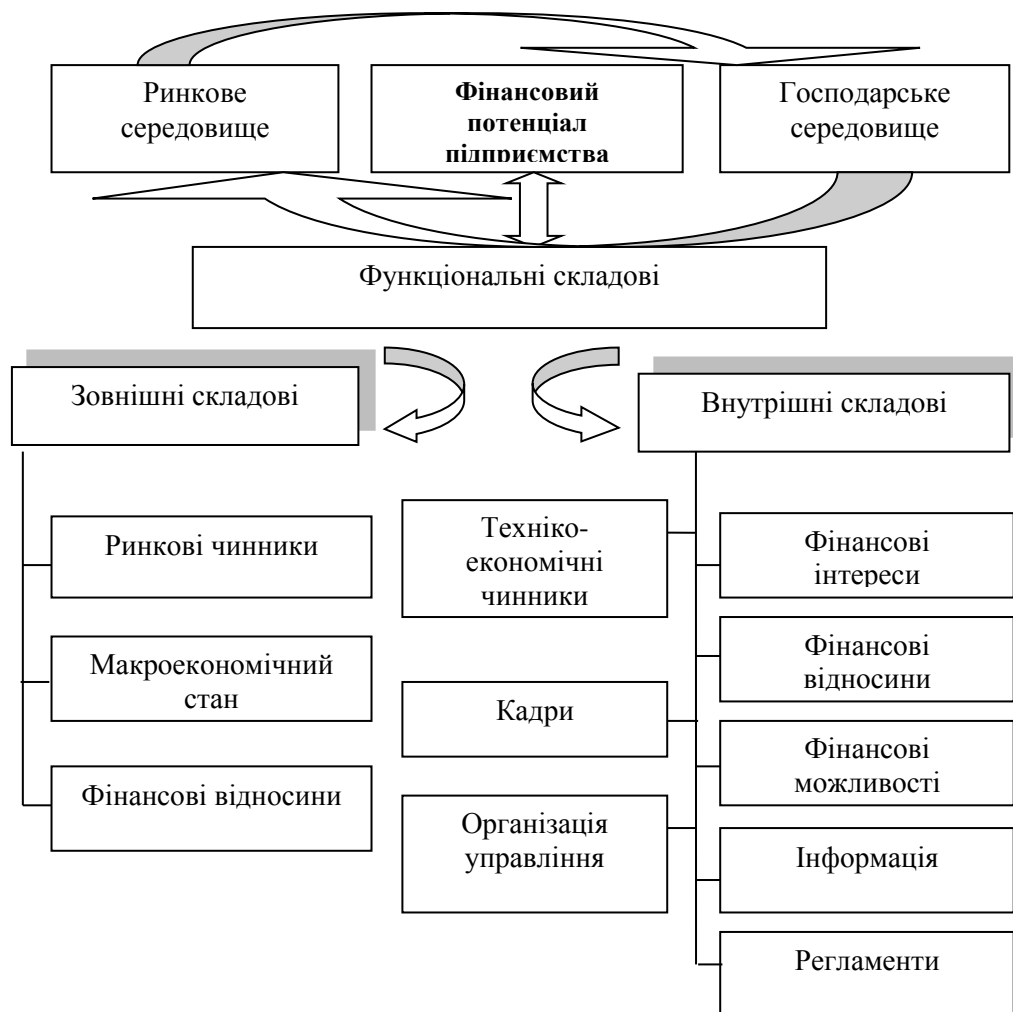 Ринкове
середовище
Фінансовий
потенціал
підприємства
Господарське
середовище
Функціональні складові
Зовнішні складові
Внутрішні складові
Ринкові чинники
Макроекономічний
стан
Фінансові відносини
Техніко-
економічні
чинники
Кадри
Організація
управління
Фінансові
інтереси
Фінансові
відносини
Фінансові
можливості
Інформація
Регламенти